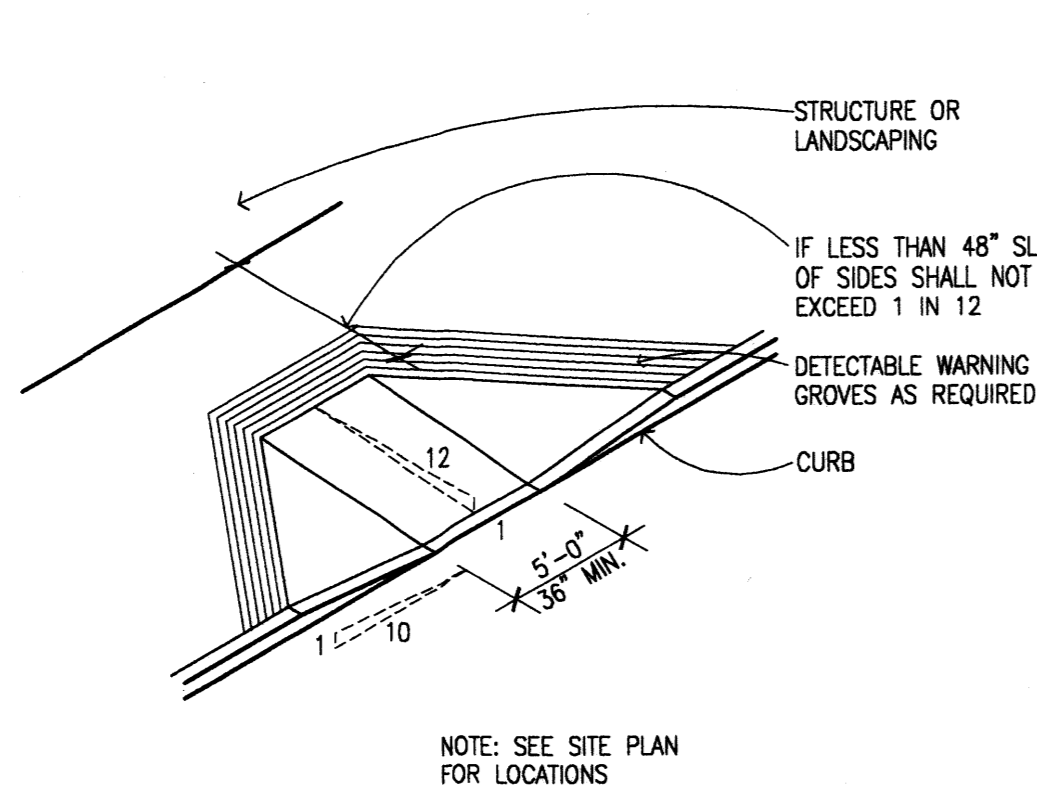 STRUCTURE OR
LANDSCAPING
IF LESS THAN 48" SL
OF SIDES SHALL NOT
EXCEED 1 IN 12
DETECTABLE WARNING
GROVES AS REQUIRED
CURB
12
1
5'-0"
36" MIN.
1
10
NOTE: SEE SITE PLAN
FOR LOCATIONS